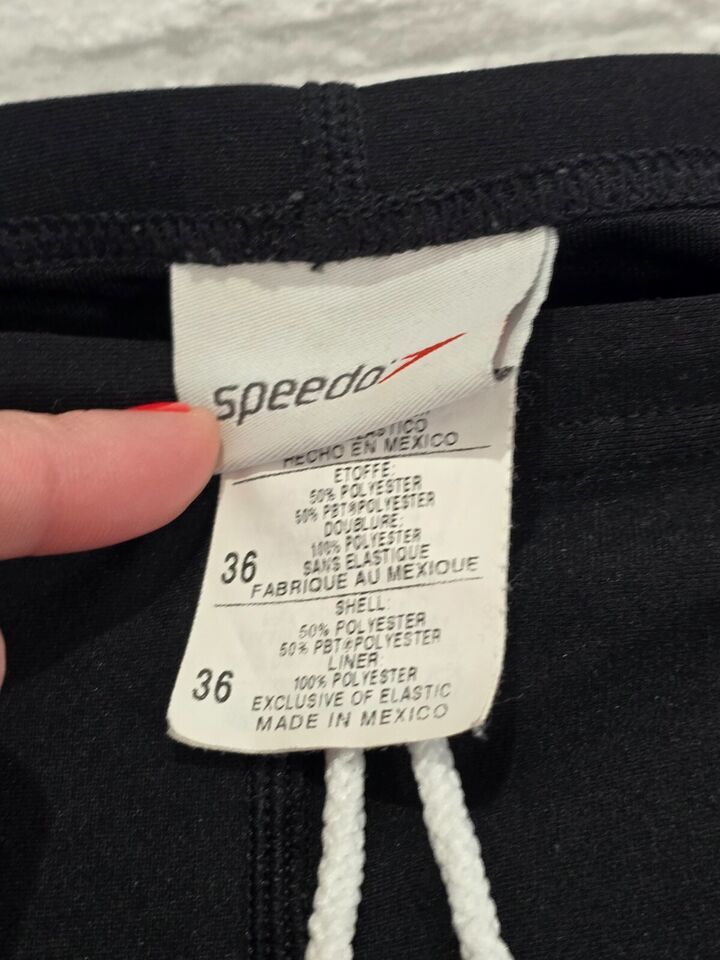 speedo
HECHO EN MEXICO
ETOFFE:
50% POLYESTER
50% PBT®POLYESTER
DOUBLURE:
100% POLYESTER
SANS ELASTIQUE
36 FABRIQUE AU MEXIQUE
SHELL:
50% POLYESTER
50% PBT®POLYESTER
LINER:
100% POLYESTER
36 EXCLUSIVE OF ELASTIC
MADE IN MEXICO